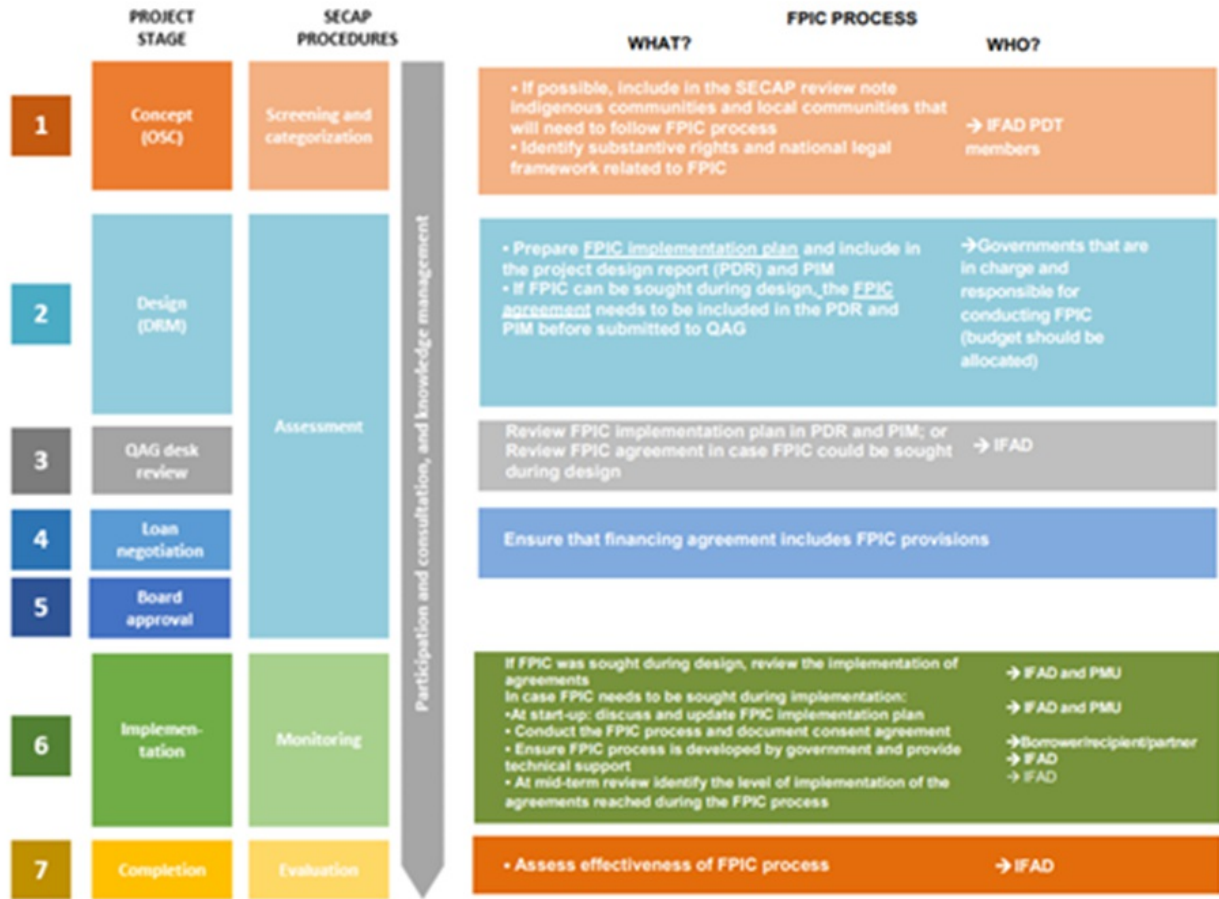 PROJECT
STAGE
SECAP
PROCEDURES
FPIC PROCESS
WHAT?
WHO?
1
Concept
(OSC)
Screening and
categorization
• If possible, include in the SECAP review note
indigenous communities and local communities that
will need to follow FPIC process
• Identify substantive rights and national legal
framework related to FPIC
→ IFAD PDT
members
Participation and consultation, and knowledge management
2
Design
(DRM)
Assessment
• Prepare FPIC implementation plan and include in
the project design report (PDR) and PIM
• If FPIC can be sought during design, the FPIC
agreement needs to be included in the PDR and
PIM before submitted to QAG
→Governments that are
in charge and
responsible for
conducting FPIC
(budget should be
allocated)
3
QAG desk
review
Review FPIC implementation plan in PDR and PIM; or
Review FPIC agreement in case FPIC could be sought
during design
→ IFAD
4
Loan
negotiation
Ensure that financing agreement includes FPIC provisions
5
Board
approval
6
Implemen-
tation
Monitoring
If FPIC was sought during design, review the implementation of
agreements
In case FPIC needs to be sought during implementation:
•At start-up: discuss and update FPIC implementation plan
• Conduct the FPIC process and document consent agreement
• Ensure FPIC process is developed by government and provide
technical support
• At mid-term review identify the level of implementation of the
agreements reached during the FPIC process
→ IFAD and PMU
→ IFAD and PMU
→Borrower/recipient/partner
→ IFAD
→ IFAD
7
Completion
Evaluation
• Assess effectiveness of FPIC process
→ IFAD